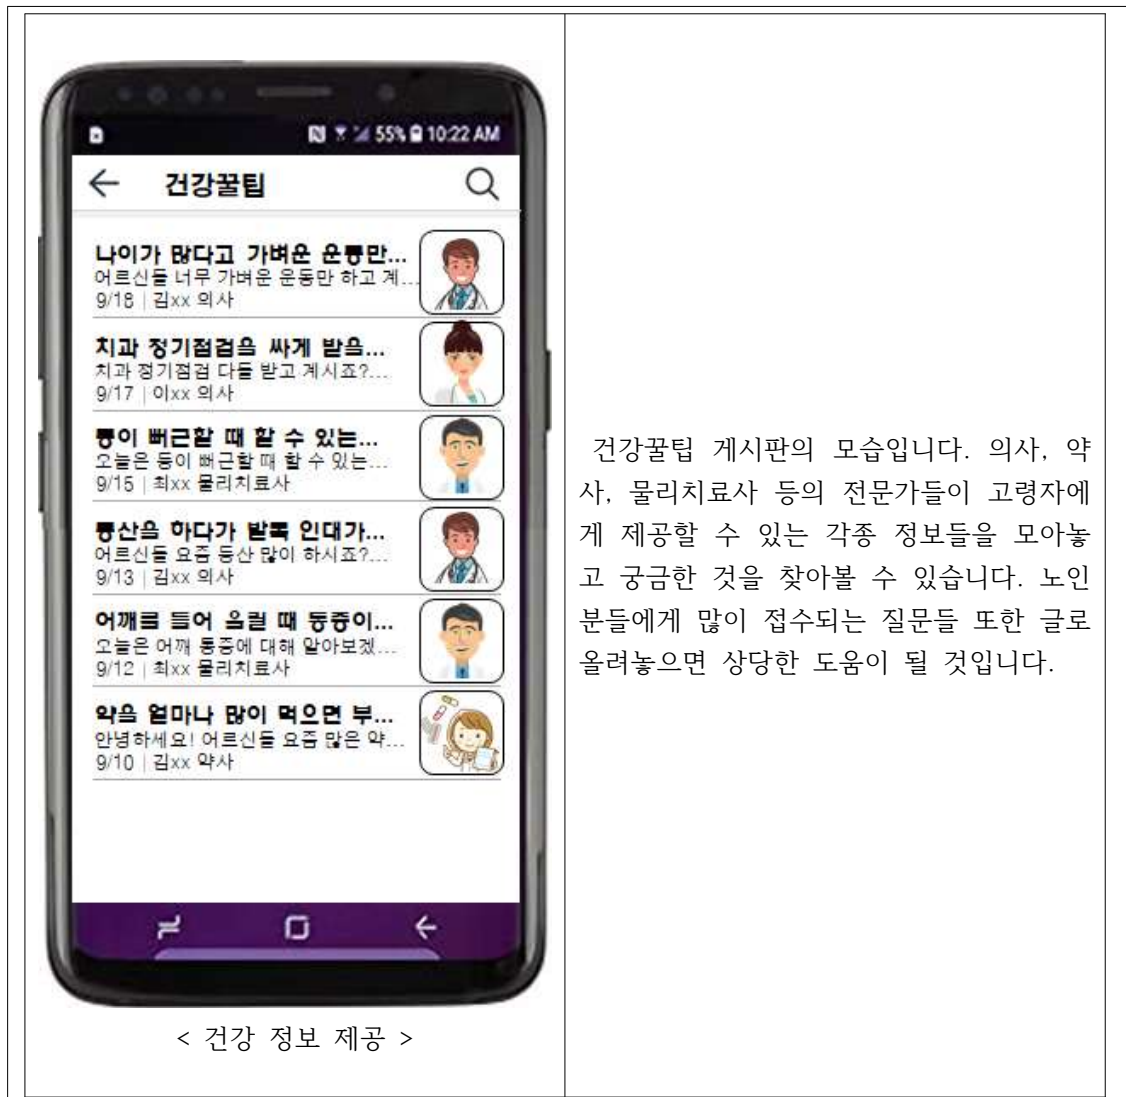 55% 10:22 AM
건강꿀팁
나이가 많다고 가벼운 운동만...
어르신들 너무 가벼운 운동만 하고 계...
9/18 | 김xx 의사
치과 정기점검을 싸게 받을...
치과 정기점검 다들 받고 계시죠?...
9/17 | 이xx 의사
등이 뻐근할 때 할 수 있는...
오늘은 등이 뻐근할 때 할 수 있는...
9/15 | 최xx 물리치료사
등산을 하다가 발목 인대가...
어르신들 요즘 등산 많이 하시죠?...
9/13 | 김xx 의사
어깨를 들어 올릴 때 통증이...
오늘은 어깨 통증에 대해 알아보겠...
9/12 | 최xx 물리치료사
약을 얼마나 많이 먹으면 부...
안녕하세요! 어르신들 요즘 많은 약...
9/10 | 김xx 약사
< 건강 정보 제공 >
건강꿀팁 게시판의 모습입니다. 의사, 약
사, 물리치료사 등의 전문가들이 고령자에
게 제공할 수 있는 각종 정보들을 모아놓
고 궁금한 것을 찾아볼 수 있습니다. 노인
분들에게 많이 접수되는 질문들 또한 글로
올려놓으면 상당한 도움이 될 것입니다.